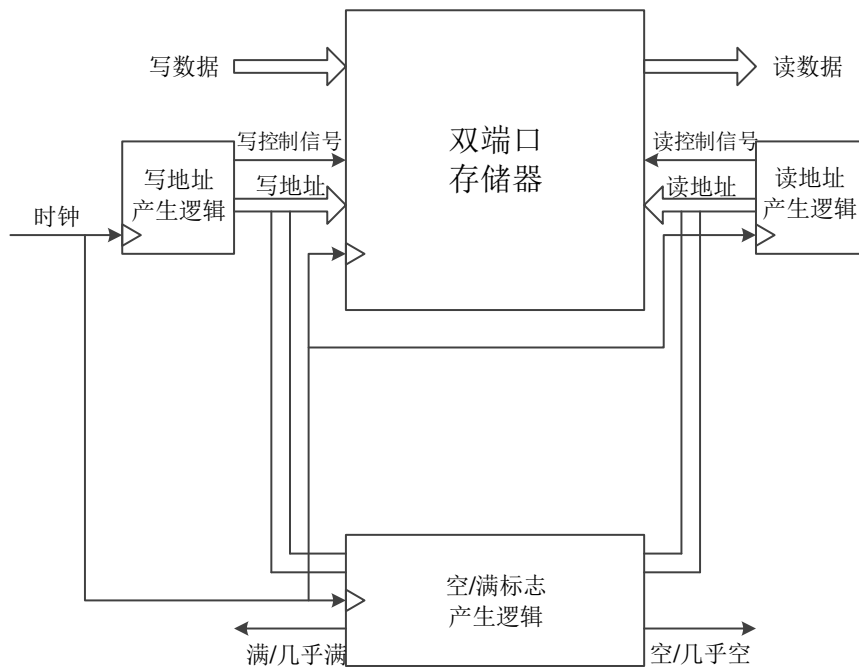 写数据
读数据
双端口
存储器
写控制信号
读控制信号
写地址
产生逻辑
写地址
读地址
读地址
产生逻辑
时钟
空/满标志
产生逻辑
满/几乎满
空/几乎空